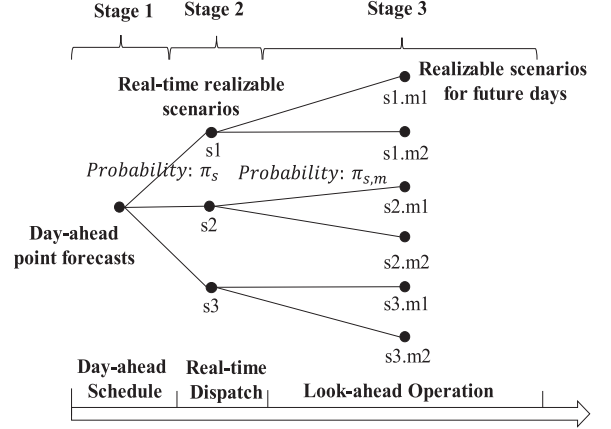 Stage 1
Stage 2
Stage 3
Real-time realizable
scenarios
Realizable scenarios
for future days
s1.m1
s1
s1.m2
Probability: π_s
Probability: π_{s,m}
s2.m1
s2
Day-ahead
point forecasts
s2.m2
s3.m1
s3
s3.m2
Day-ahead
Schedule
Real-time
Dispatch
Look-ahead Operation